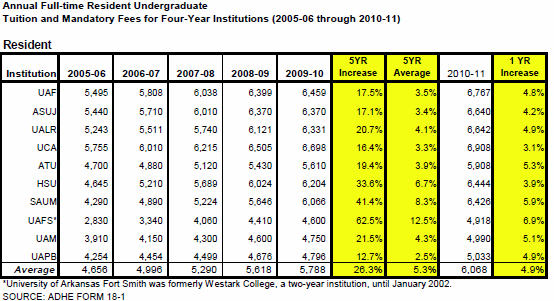 Annual Full-time Resident Undergraduate
Tuition and Mandatory Fees for Four-Year Institutions (2005-06 through 2010-11)
Resident
Institution 2005-06 2006-07 2007-08 2008-09 2009-10 5YR Increase 5YR Average 2010-11 1 YR Increase
UAF 5,495 5,808 6,038 6,399 6,459 17.5% 3.5% 6,767 4.8%
ASUJ 5,440 5,710 6,010 6,370 6,370 17.1% 3.4% 6,640 4.2%
UALR 5,243 5,511 5,740 6,121 6,331 20.7% 4.1% 6,642 4.9%
UCA 5,755 6,010 6,215 6,505 6,698 16.4% 3.3% 6,908 3.1%
ATU 4,700 4,880 5,120 5,430 5,610 19.4% 3.9% 5,908 5.3%
HSU 4,645 5,210 5,689 6,024 6,204 33.6% 6.7% 6,444 3.9%
SAUM 4,290 4,890 5,224 5,646 6,066 41.4% 8.3% 6,426 5.9%
UAFS* 2,830 3,340 4,060 4,410 4,600 62.5% 12.5% 4,918 6.9%
UAM 3,910 4,150 4,300 4,600 4,750 21.5% 4.3% 4,990 5.1%
UAPB 4,254 4,454 4,499 4,676 4,796 12.7% 2.5% 5,033 4.9%
Average 4,656 4,996 5,290 5,618 5,788 26.3% 5.3% 6,068 4.9%
*University of Arkansas Fort Smith was formerly Westark College, a two-year institution, until January 2002.
SOURCE: ADHE FORM 18-1